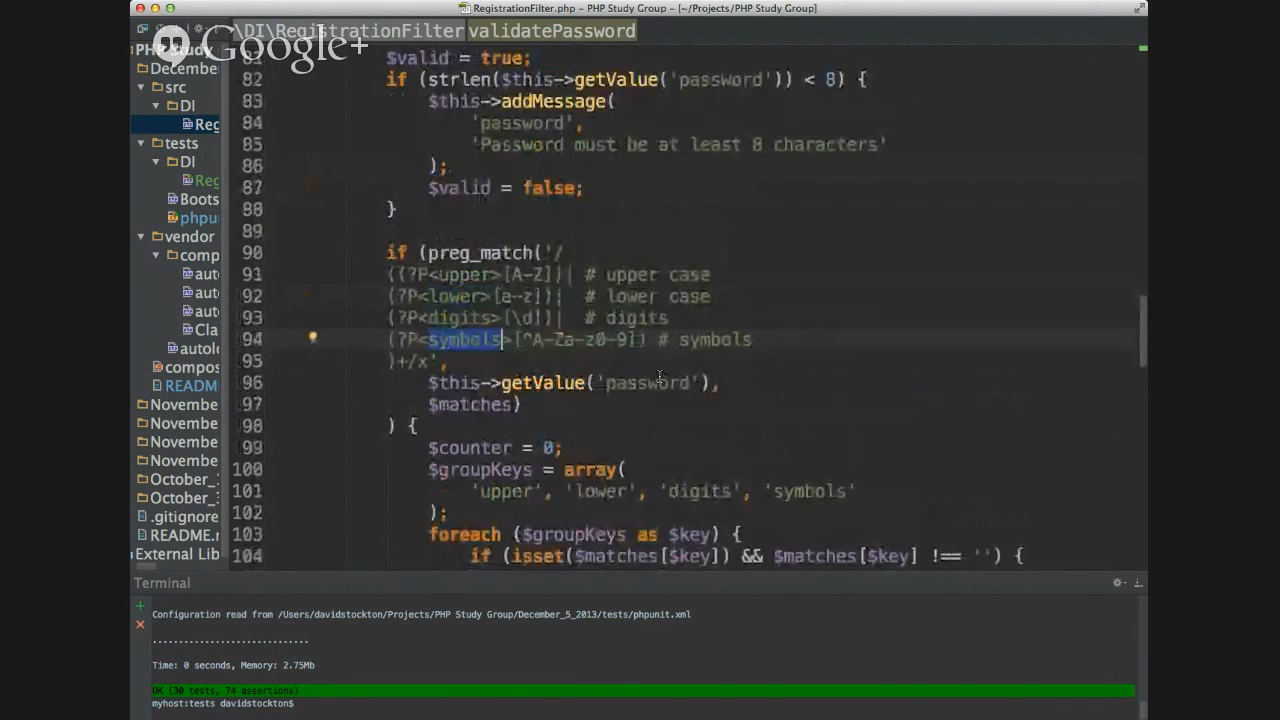 RegistrationFilter.php - PHP Study Group - [~/Projects/PHP Study Group]
\DI\RegistrationFilter validatePassword
Google+
PHP Study
December
src
DI
Reg
tests
DI
Reg
Boots
phpu
vendor
comp
auto
auto
auto
Cla
autolo
compos
README
Novembe
Novembe
Novembe
Novembe
October_
October_
.gitignore
README.m
External Lib
81 $valid = true;
82 if (strlen($this->getValue('password')) < 8) {
83 $this->addMessage(
84 'password',
85 'Password must be at least 8 characters'
86 );
87 $valid = false;
88 }
89
90 if (preg_match('/
91 ((?P<upper>[A-Z])| # upper case
92 (?P<lower>[a-z])| # lower case
93 (?P<digits>[\d])| # digits
94 (?P<symbols>[^A-Za-z0-9]) # symbols
95 )+/x',
96 $this->getValue('password'),
97 $matches)
98 ) {
99 $counter = 0;
100 $groupKeys = array(
101 'upper', 'lower', 'digits', 'symbols'
102 );
103 foreach ($groupKeys as $key) {
104 if (isset($matches[$key]) && $matches[$key] !== '') {
Terminal
Configuration read from /Users/davidstockton/Projects/PHP Study Group/December_5_2013/tests/phpunit.xml
..............................
Time: 0 seconds, Memory: 2.75Mb
OK (30 tests, 74 assertions)
myhost:tests davidstockton$